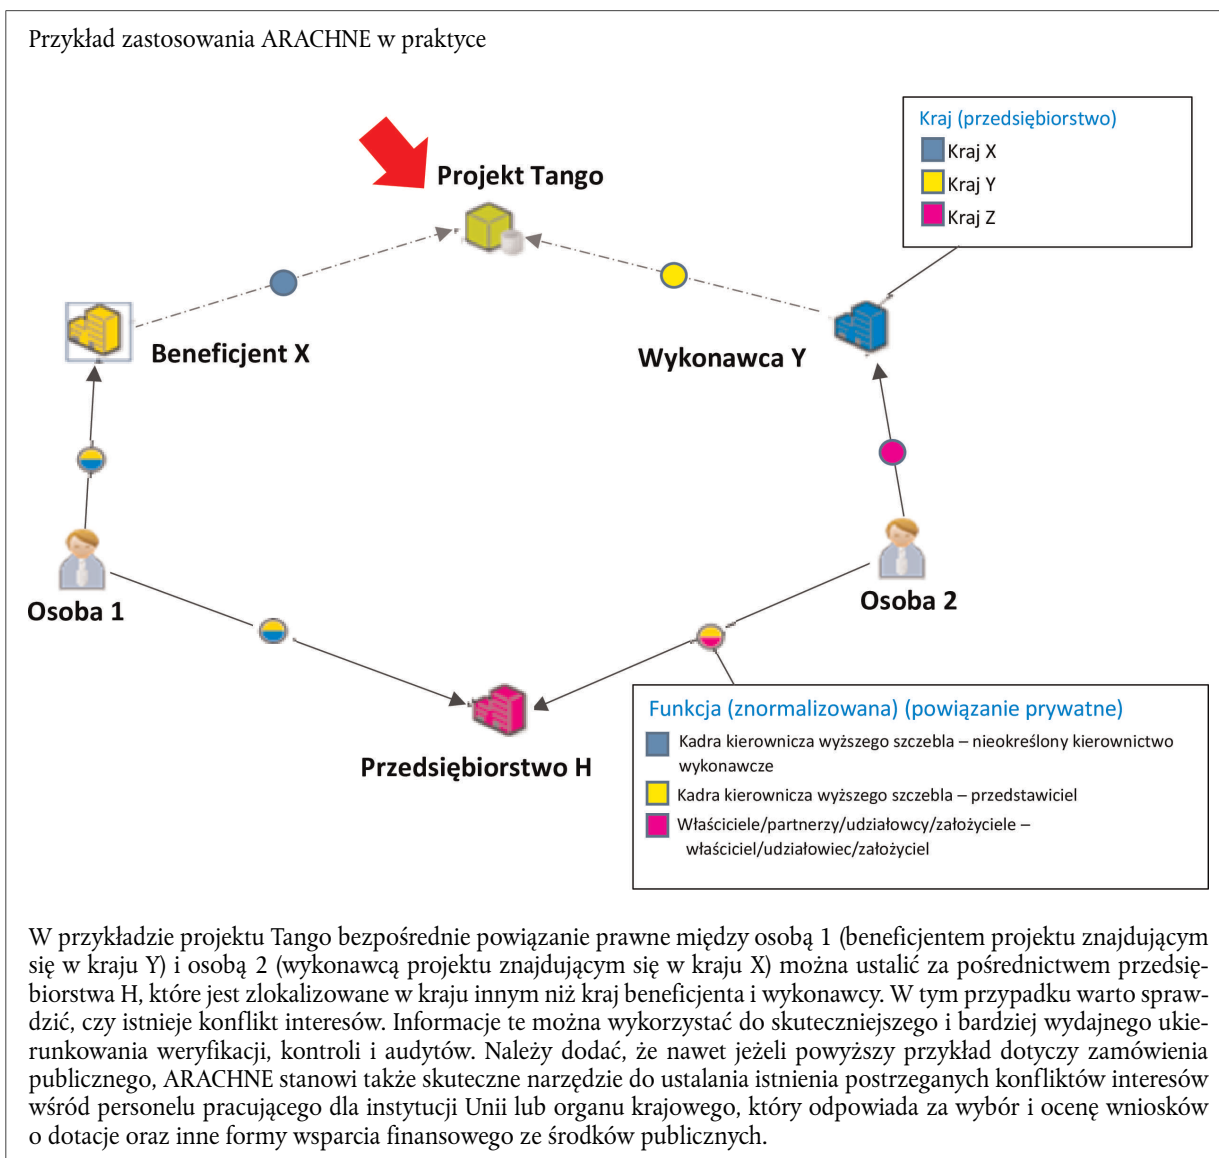 Przykład zastosowania ARACHNE w praktyce
Kraj (przedsiębiorstwo)
Kraj X
Kraj Y
Kraj Z
Projekt Tango
Beneficjent X
Wykonawca Y
Osoba 1
Osoba 2
Przedsiębiorstwo H
Funkcja (znormalizowana) (powiązanie prywatne)
Kadra kierownicza wyższego szczebla – nieokreślony kierownictwo
wykonawcze
Kadra kierownicza wyższego szczebla – przedstawiciel
Właściciele/partnerzy/udziałowcy/założyciele –
właściciel/udziałowiec/założyciel
W przykładzie projektu Tango bezpośrednie powiązanie prawne między osobą 1 (beneficjentem projektu znajdującym
się w kraju Y) i osobą 2 (wykonawcą projektu znajdującym się w kraju X) można ustalić za pośrednictwem przedsię-
biorstwa H, które jest zlokalizowane w kraju innym niż kraj beneficjenta i wykonawcy. W tym przypadku warto spraw-
dzić, czy istnieje konflikt interesów. Informacje te można wykorzystać do skuteczniejszego i bardziej wydajnego ukie-
runkowania weryfikacji, kontroli i audytów. Należy dodać, że nawet jeżeli powyższy przykład dotyczy zamówienia
publicznego, ARACHNE stanowi także skuteczne narzędzie do ustalania istnienia postrzeganych konfliktów interesów
wśród personelu pracującego dla instytucji Unii lub organu krajowego, który odpowiada za wybór i ocenę wniosków
o dotacje oraz inne formy wsparcia finansowego ze środków publicznych.